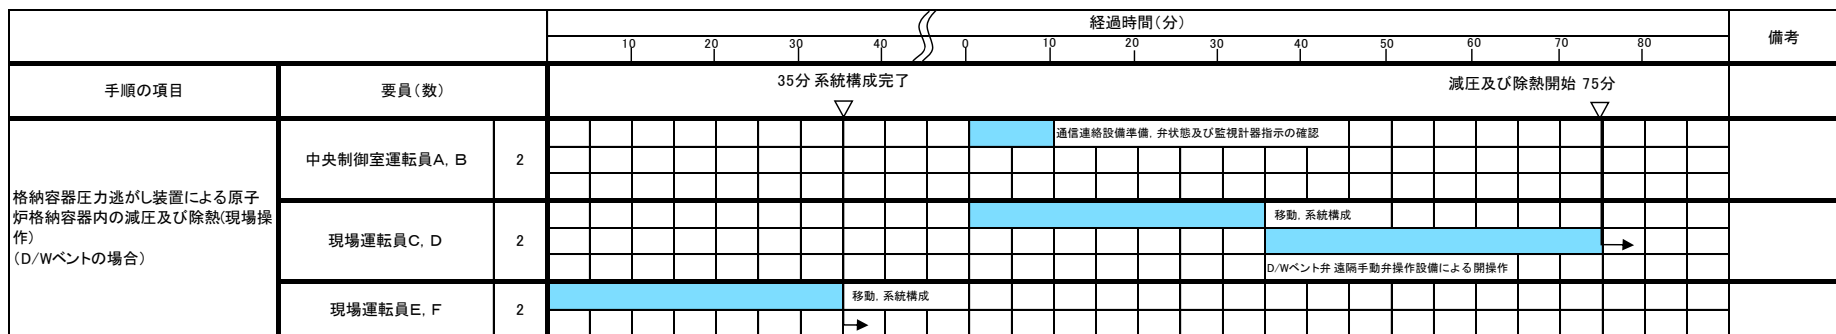 経過時間(分)
備考
10 20 30 40 0 10 20 30 40 50 60 70 80
手順の項目
要員(数)
35分 系統構成完了
減圧及び除熱開始 75分
格納容器圧力逃がし装置による原子
炉格納容器内の減圧及び除熱(現場操
作)
(D/Wベントの場合)
中央制御室運転員A, B
2
通信連絡設備準備, 弁状態及び監視計器指示の確認
現場運転員C, D
2
移動, 系統構成
D/Wベント弁 遠隔手動弁操作設備による開操作
現場運転員E, F
2
移動, 系統構成